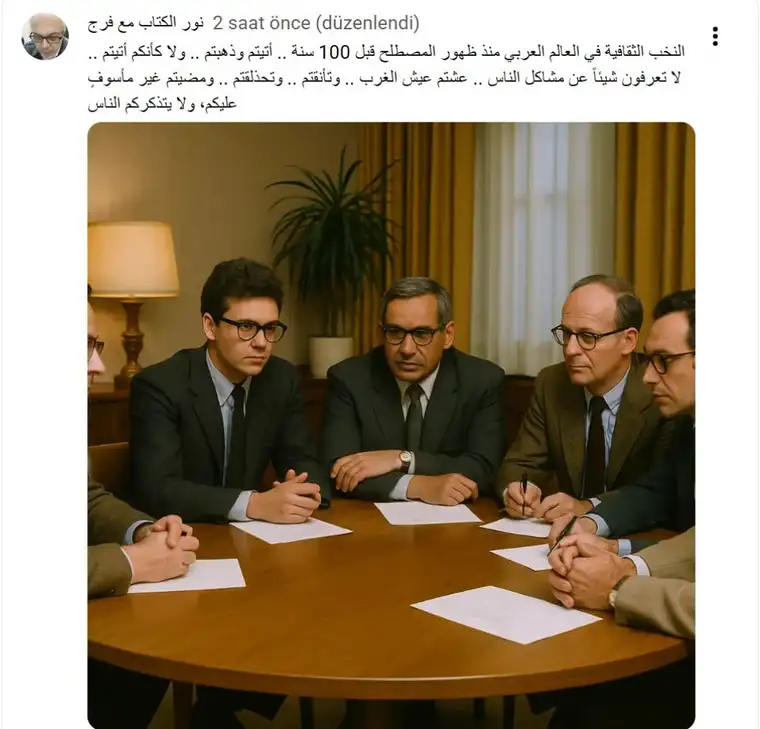 نور الكتاب مع فرج 2 saat önce (düzenlendi)
النخب الثقافية في العالم العربي منذ ظهور المصطلح قبل 100 سنة .. أتيتم وذهبتم .. ولا كأنكم أتيتم ..
لا تعرفون شيئاً عن مشاكل الناس .. عشتم عيش الغرب .. وتأنقتم .. وتحذلقتم .. ومضيتم غير مأسوفٍ
عليكم، ولا يتذكركم الناس